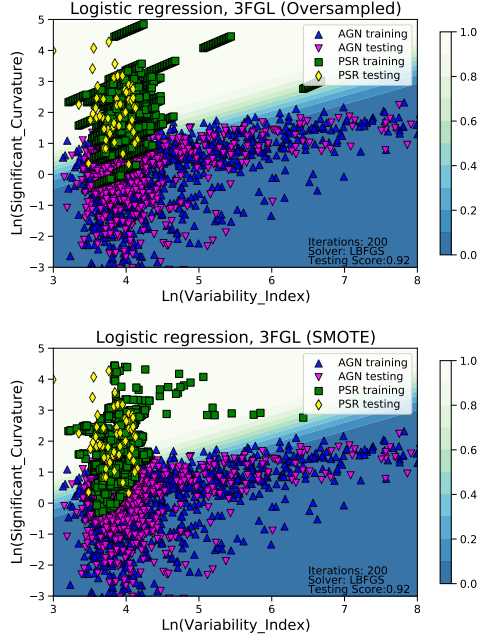 Logistic regression, 3FGL (Oversampled)
AGN training
AGN testing
PSR training
PSR testing
Iterations: 200
Solver: LBFGS
Testing Score:0.92
5
4
3
2
1
0
−1
−2
−3
Ln(Significant_Curvature)
3 4 5 6 7 8
Ln(Variability_Index)
1.0
0.8
0.6
0.4
0.2
0.0
Logistic regression, 3FGL (SMOTE)
AGN training
AGN testing
PSR training
PSR testing
Iterations: 200
Solver: LBFGS
Testing Score:0.92
5
4
3
2
1
0
−1
−2
−3
Ln(Significant_Curvature)
3 4 5 6 7 8
Ln(Variability_Index)
1.0
0.8
0.6
0.4
0.2
0.0